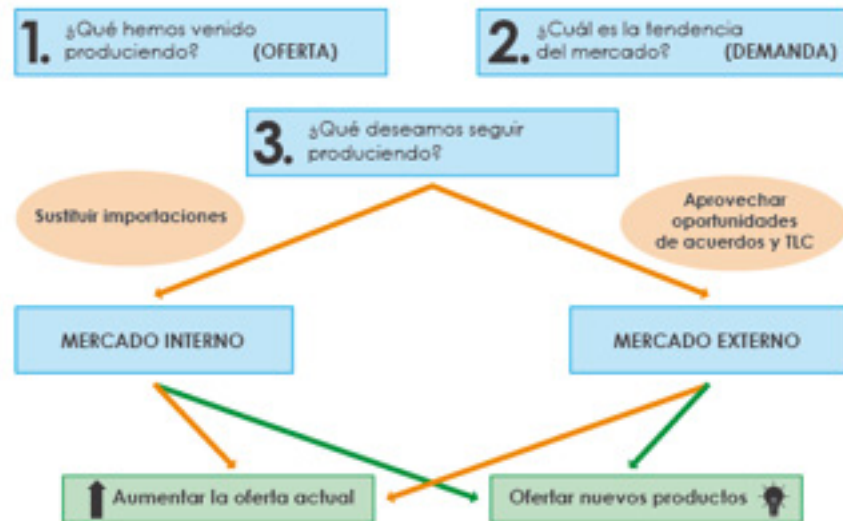 1. ¿Qué hemos venido
produciendo? (OFERTA)
2. ¿Cuál es la tendencia
del mercado? (DEMANDA)
3. ¿Qué deseamos seguir
produciendo?
Sustituir importaciones
Aprovechar
oportunidades
de acuerdos y TLC
MERCADO INTERNO
MERCADO EXTERNO
Aumentar la oferta actual
Ofertar nuevos productos